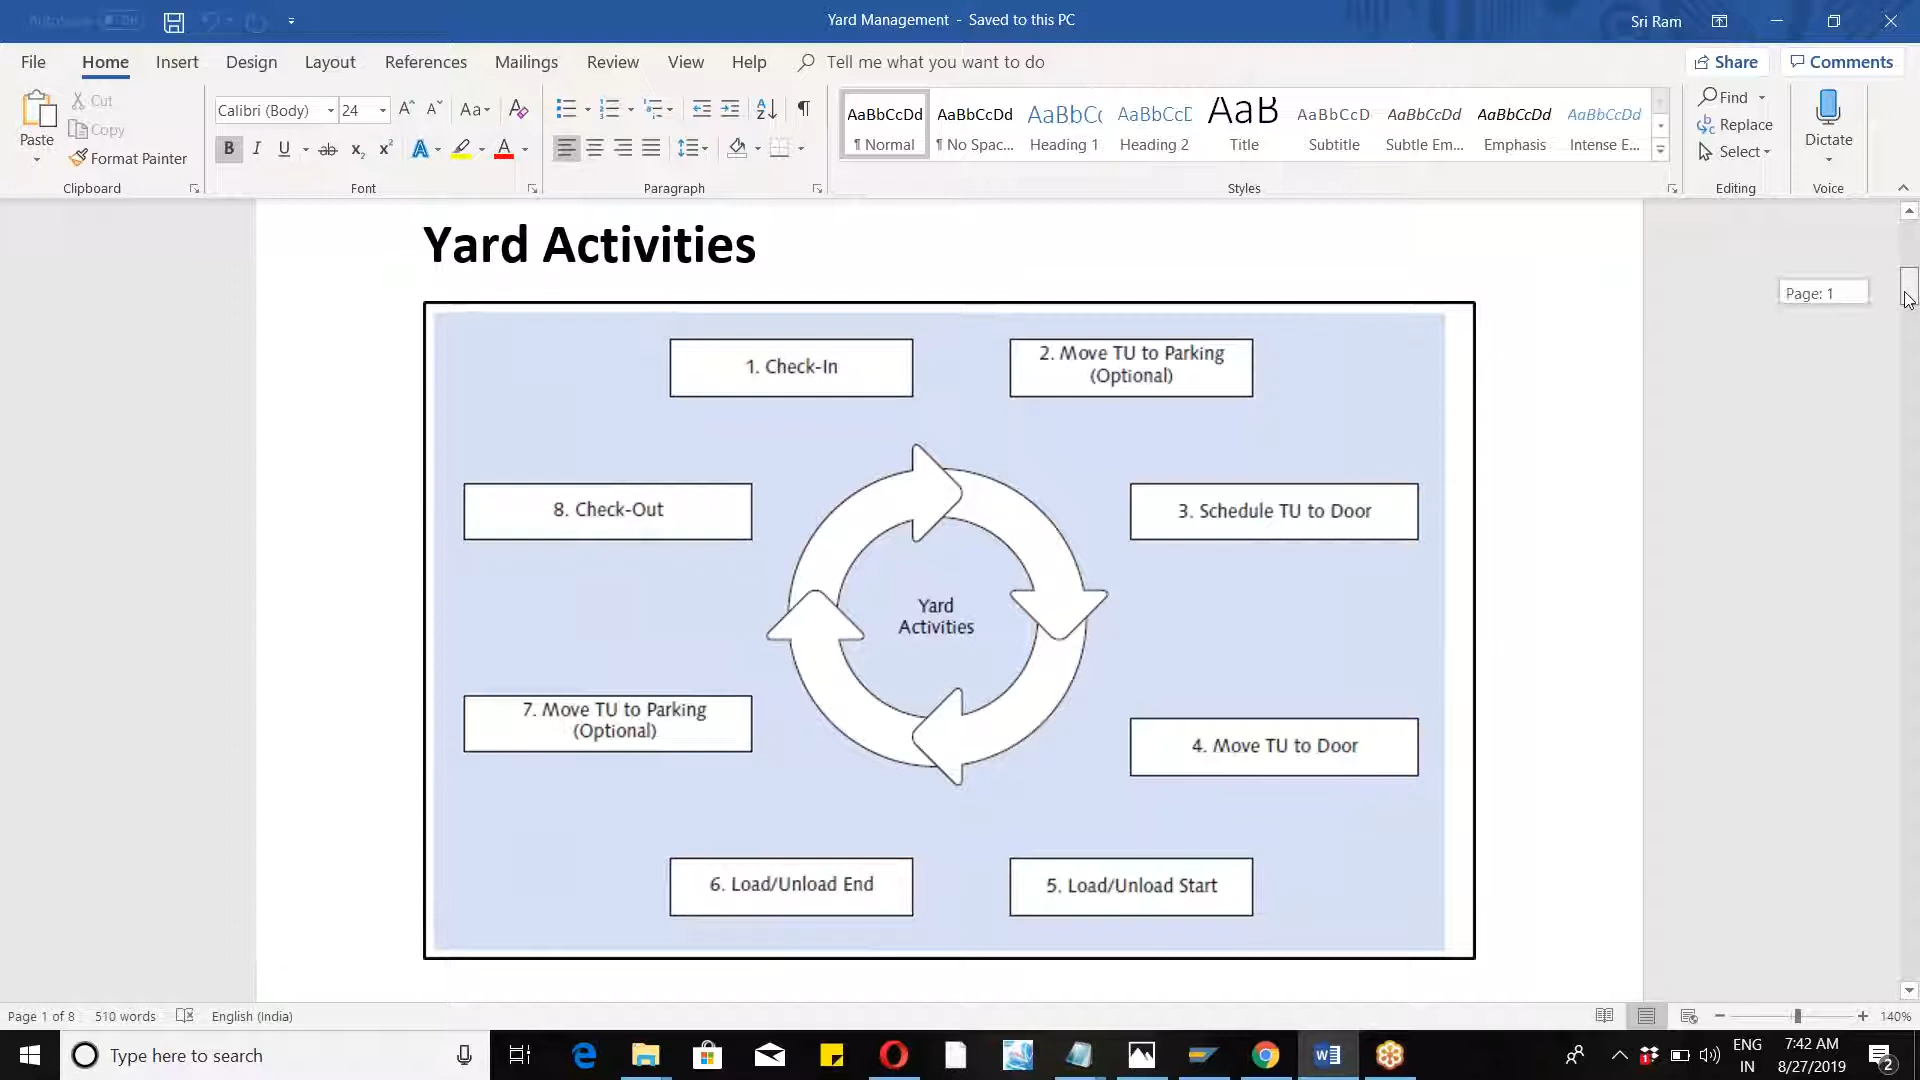 Yard Management - Saved to this PC
Sri Ram
File Home Insert Design Layout References Mailings Review View Help Tell me what you want to do Share Comments
Paste
Cut
Copy
Format Painter
Clipboard
Calibri (Body) 24
Font
Paragraph
AaBbCcDd AaBbCcDd AaBbCc AaBbCcD AaB AaBbCcD AaBbCcDd AaBbCcDd AaBbCcDd
¶ Normal ¶ No Spac... Heading 1 Heading 2 Title Subtitle Subtle Em... Emphasis Intense E...
Styles
Find
Replace
Select
Editing
Dictate
Voice
Yard Activities
Page: 1
1. Check-In
2. Move TU to Parking
(Optional)
8. Check-Out
3. Schedule TU to Door
Yard
Activities
7. Move TU to Parking
(Optional)
4. Move TU to Door
6. Load/Unload End
5. Load/Unload Start
Page 1 of 8 510 words English (India) 140%
Type here to search
ENG
IN
7:42 AM
8/27/2019
2